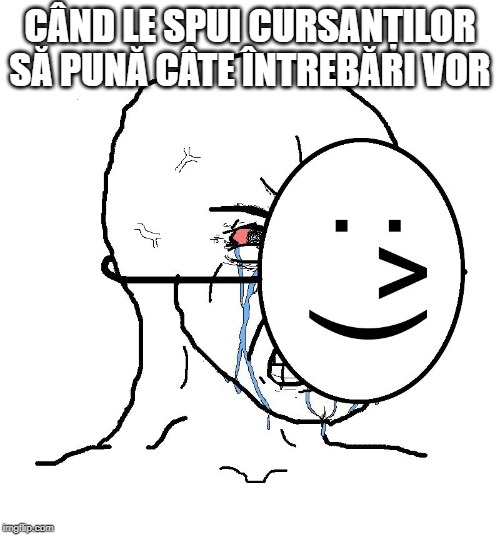 CÂND LE SPUI CURSANȚILOR
SĂ PUNĂ CÂTE ÎNTREBĂRI VOR
imgflip.com